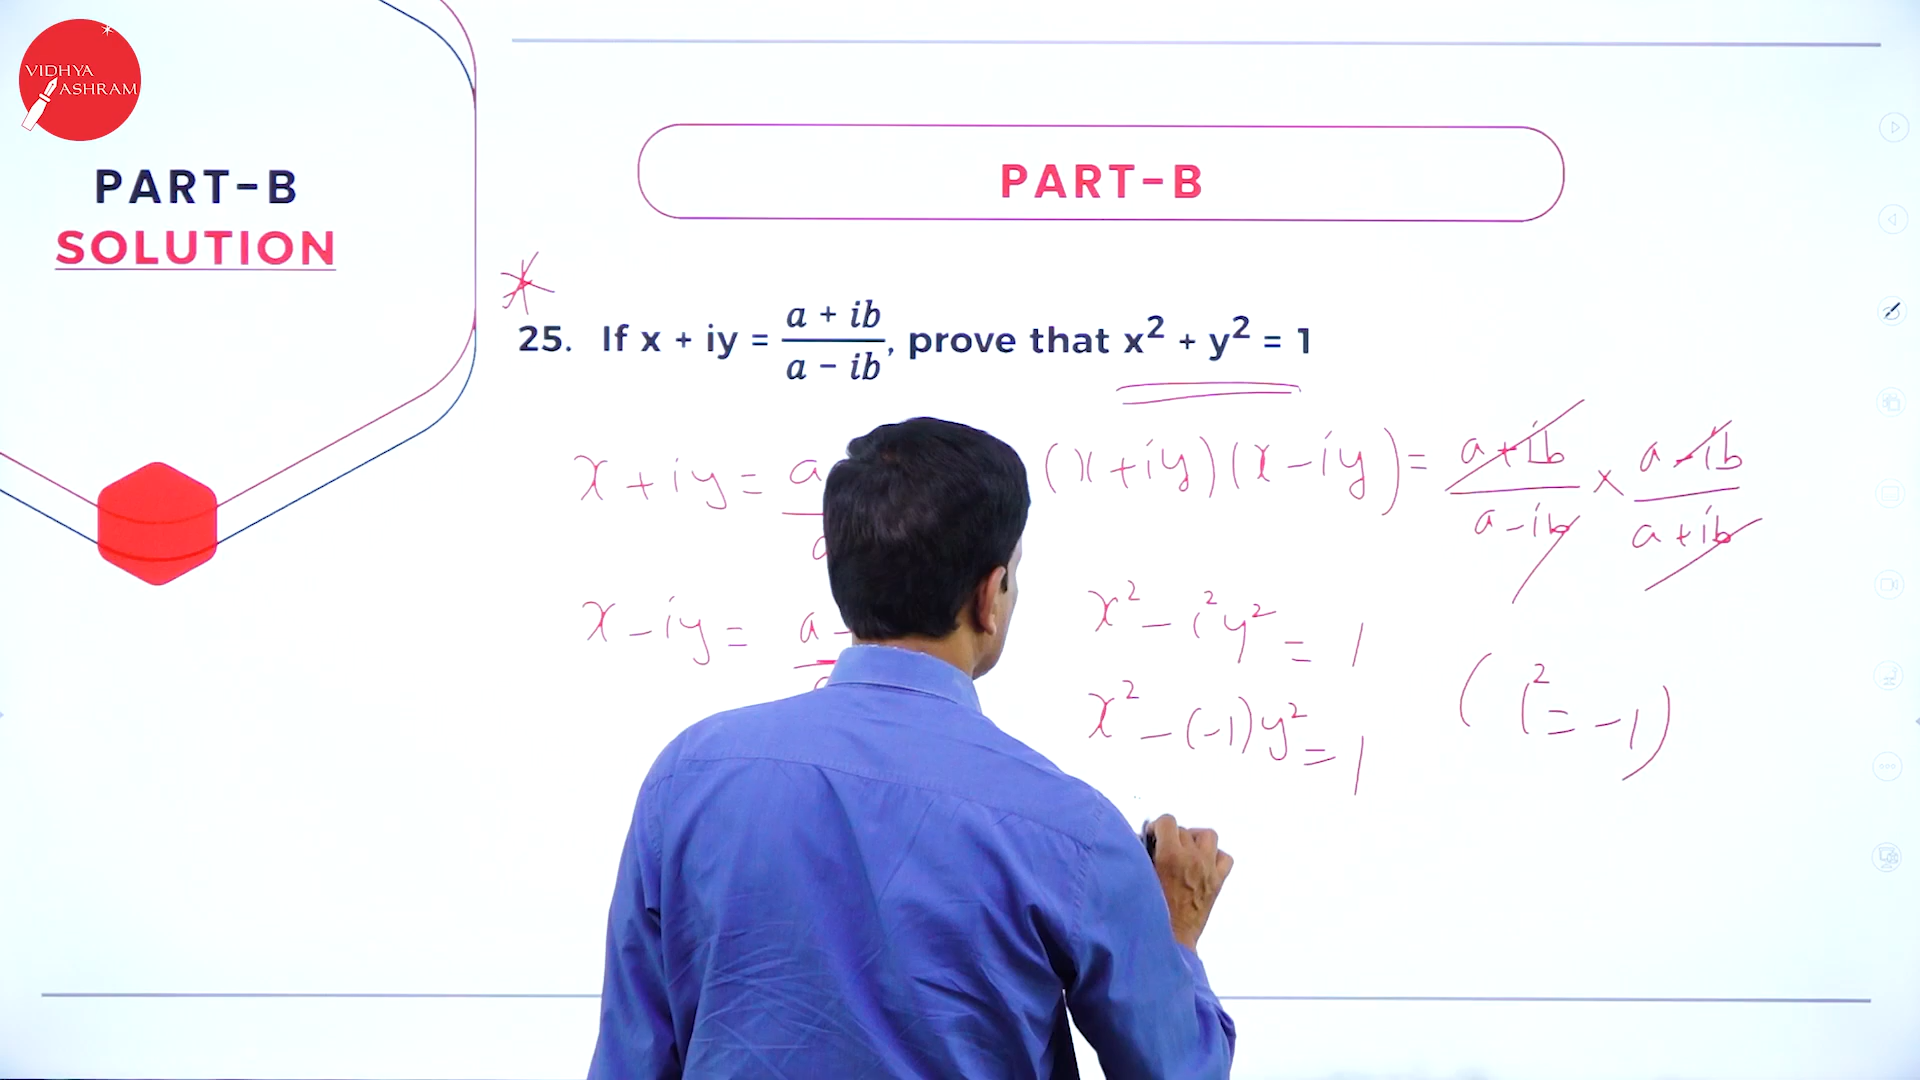 VIDHYA
ASHRAM
PART-B
SOLUTION
PART-B
*
25. If x + iy = (a + ib)/(a − ib), prove that x² + y² = 1
x + iy = a
x − iy = a −
(x + iy)(x − iy) = (a + ib)/(a − ib) × (a − ib)/(a + ib)
x² − i²y² = 1
x² − (−1)y² = 1
(i² = −1)